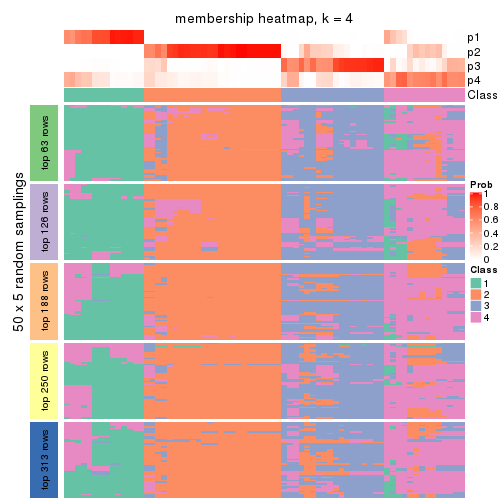 membership heatmap, k = 4
p1
p2
p3
p4
Class
50 x 5 random samplings
top 63 rows
top 126 rows
top 188 rows
top 250 rows
top 313 rows
Prob
1
0.8
0.6
0.4
0.2
0
Class
1
2
3
4